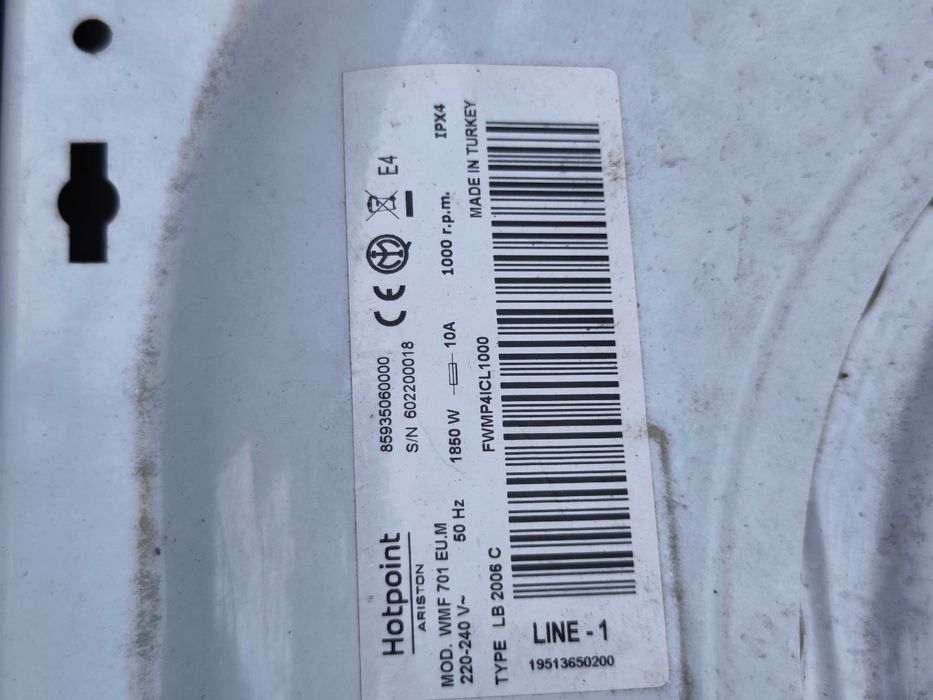 Hotpoint
ARISTON
85935060000
S/N 602200018
CE
E4
MOD. WMF 701 EU.M
220-240 V~ 50 Hz 1850 W 10A 1000 r.p.m. IPX4
TYPE LB 2006 C FWMP4ICL1000 MADE IN TURKEY
LINE - 1
19513650200